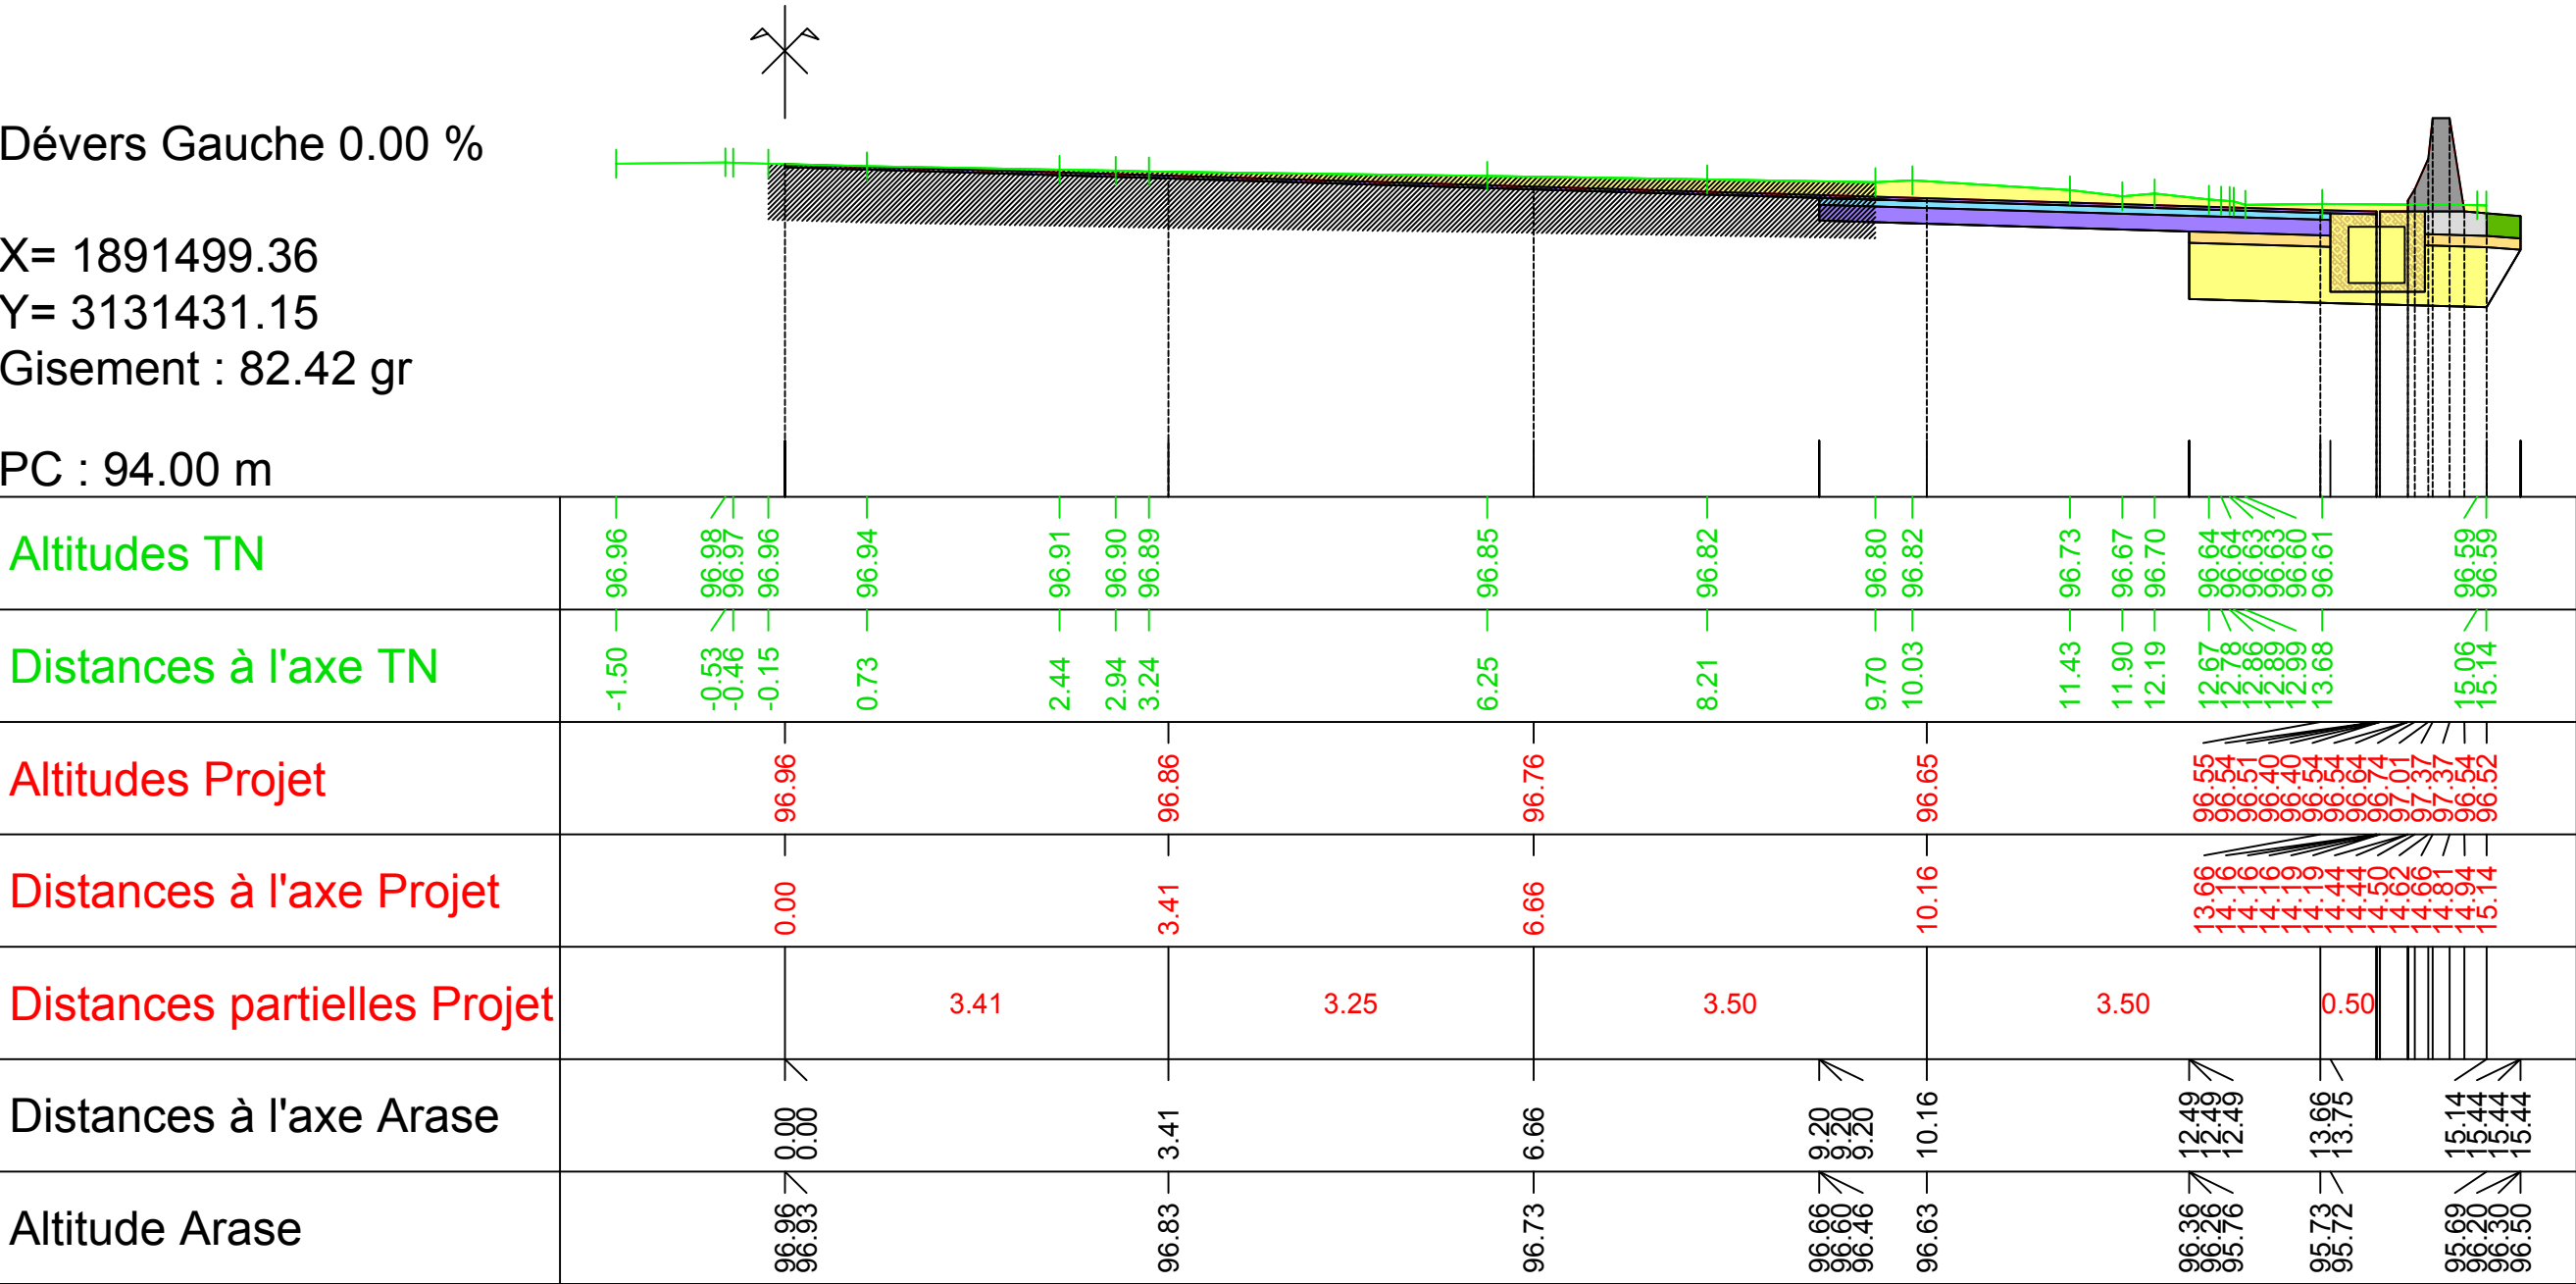 Dévers Gauche 0.00 %
X= 1891499.36
Y= 3131431.15
Gisement : 82.42 gr
PC : 94.00 m
Altitudes TN 96.96 96.98 96.97 96.96 96.94 96.91 96.90 96.89 96.85 96.82 96.80 96.82 96.73 96.67 96.70 96.64 96.64 96.63 96.63 96.60 96.61 96.59 96.59
Distances à l'axe TN -1.50 -0.53 -0.46 -0.15 0.73 2.44 2.94 3.24 6.25 8.21 9.70 10.03 11.43 11.90 12.19 12.67 12.78 12.86 12.89 12.99 13.68 15.06 15.14
Altitudes Projet 96.96 96.86 96.76 96.65 96.55 96.54 96.51 96.40 96.40 96.54 96.54 96.64 96.74 97.01 97.37 97.37 96.54 96.52
Distances à l'axe Projet 0.00 3.41 6.66 10.16 13.66 14.16 14.16 14.16 14.19 14.19 14.44 14.44 14.50 14.62 14.66 14.81 14.94 15.14
Distances partielles Projet 3.41 3.25 3.50 3.50 0.50
Distances à l'axe Arase 0.00 0.00 3.41 6.66 9.20 9.20 9.20 10.16 12.49 12.49 12.49 13.66 13.75 15.14 15.44 15.44 15.44
Altitude Arase 96.96 96.93 96.83 96.73 96.66 96.60 96.46 96.63 96.36 96.26 95.76 95.73 95.72 95.69 96.20 96.30 96.50